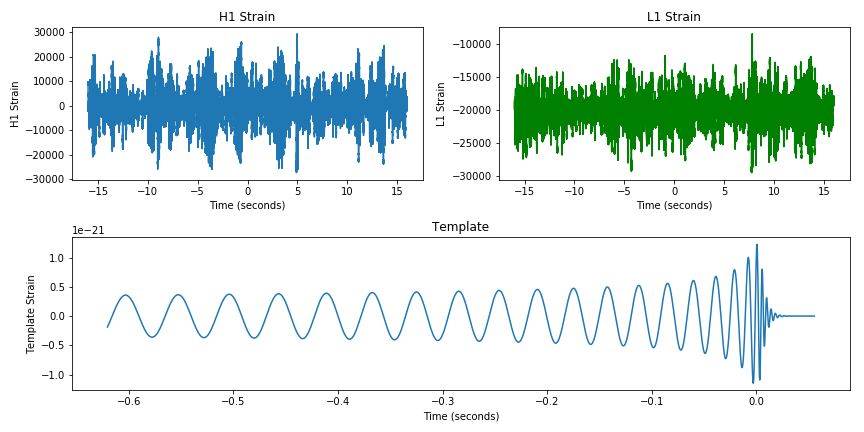 H1 Strain
30000
20000
10000
0
−10000
−20000
−30000
H1 Strain
−15 −10 −5 0 5 10 15
Time (seconds)
L1 Strain
−10000
−15000
−20000
−25000
−30000
L1 Strain
−15 −10 −5 0 5 10 15
Time (seconds)
Template
1e−21
1.0
0.5
0.0
−0.5
−1.0
Template Strain
−0.6 −0.5 −0.4 −0.3 −0.2 −0.1 0.0
Time (seconds)